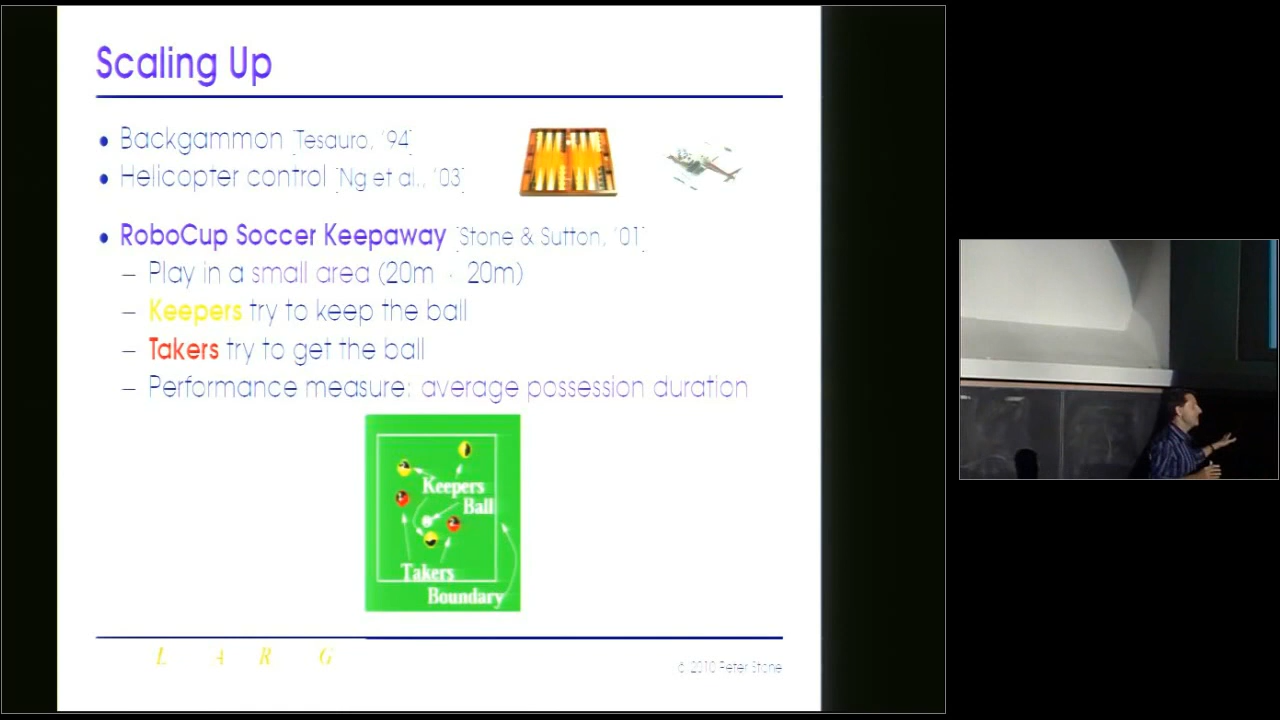 Scaling Up
• Backgammon [Tesauro, '94]
• Helicopter control [Ng et al., '03]
• RoboCup Soccer Keepaway [Stone & Sutton, '01]
– Play in a small area (20m · 20m)
– Keepers try to keep the ball
– Takers try to get the ball
– Performance measure: average possession duration
Keepers
Ball
Takers
Boundary
L A R G
© 2010 Peter Stone